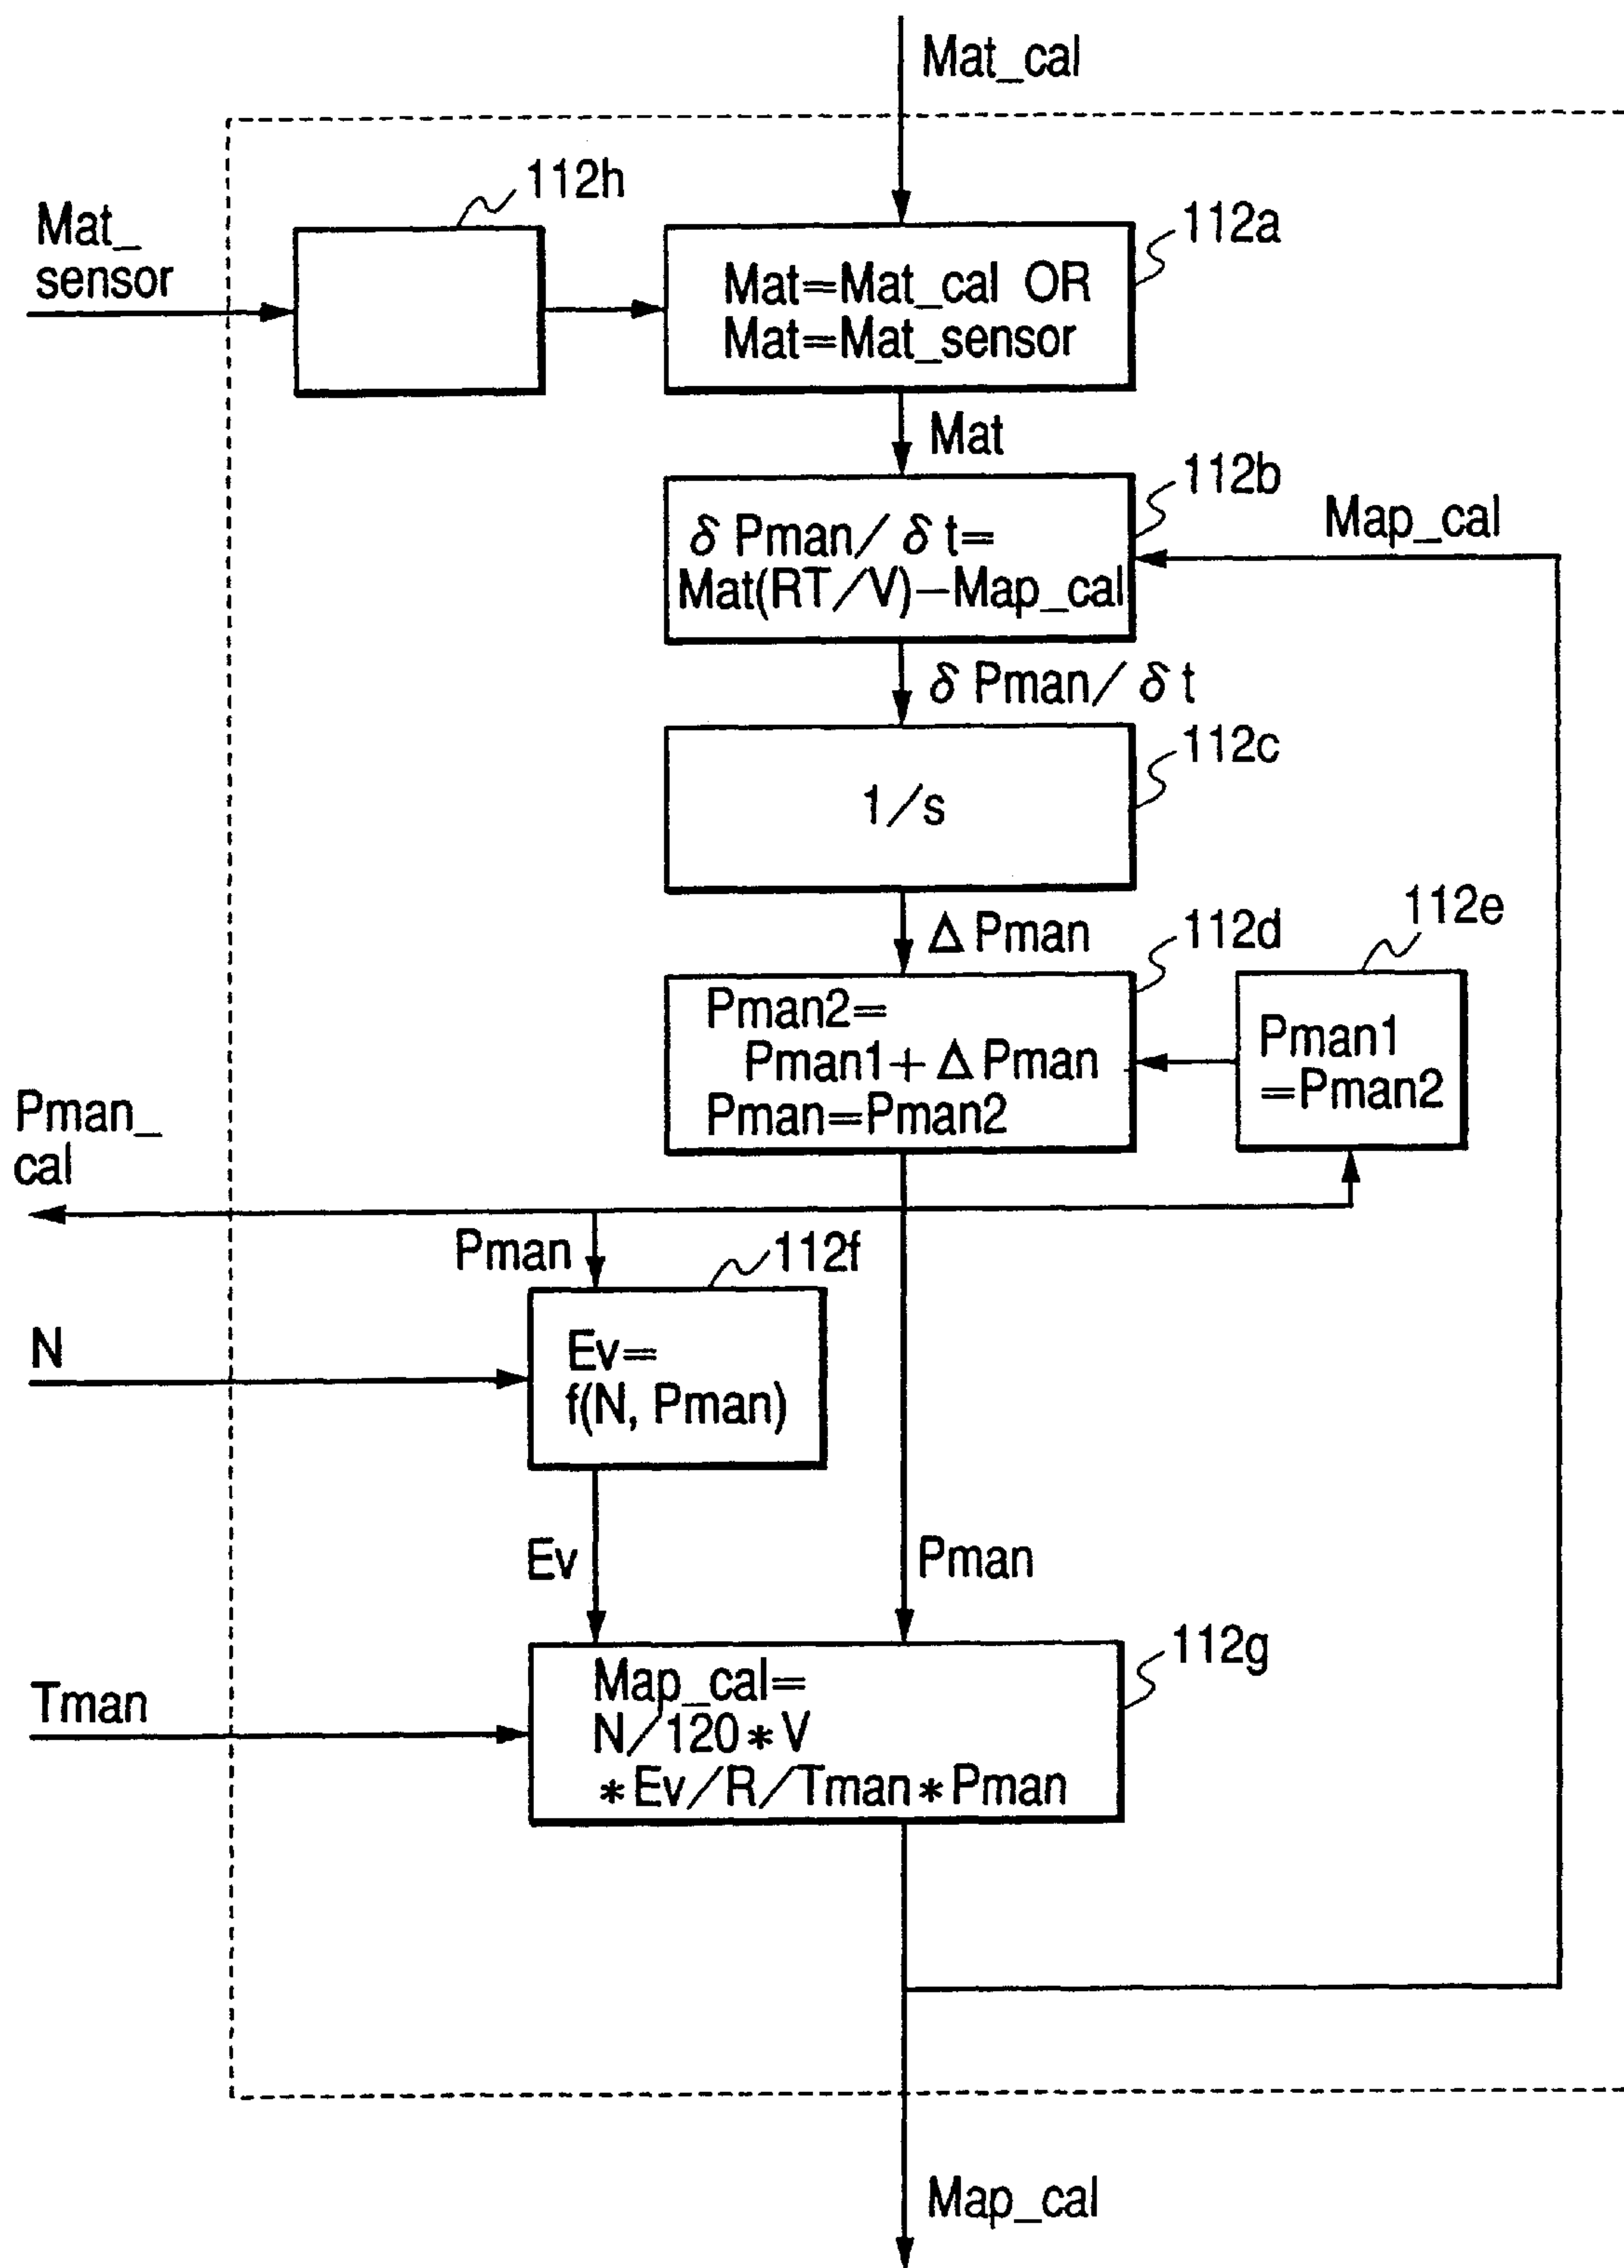 Mat_cal
112h
Mat_
sensor
112a
Mat=Mat_cal OR
Mat=Mat_sensor
Mat
112b
Map_cal
δ Pman/ δ t=
Mat(RT/V)−Map_cal
δ Pman/ δ t
112c
1/s
Δ Pman
112d
112e
Pman2=
Pman1+Δ Pman
Pman=Pman2
Pman1
=Pman2
Pman_
cal
Pman
112f
N
Ev=
f(N, Pman)
Ev
Pman
112g
Tman
Map_cal=
N/120*V
*Ev/R/Tman*Pman
Map_cal